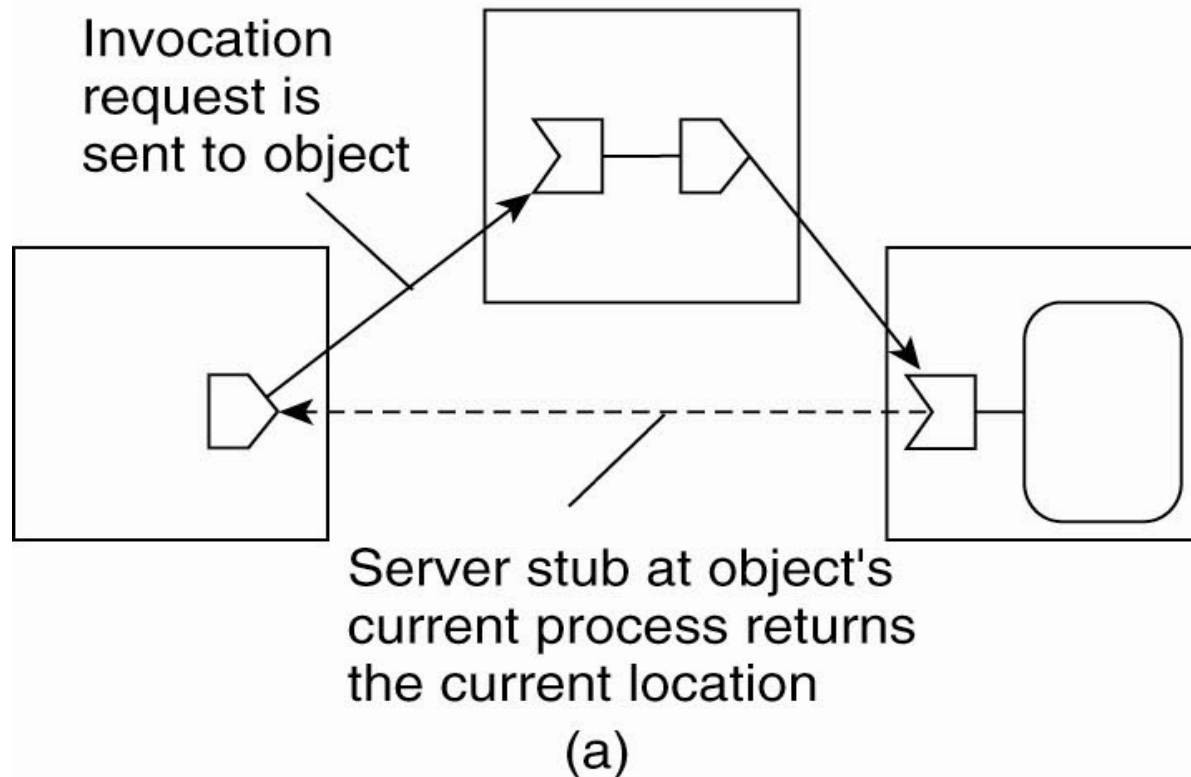 Invocation
request is
sent to object
Server stub at object's
current process returns
the current location
(a)